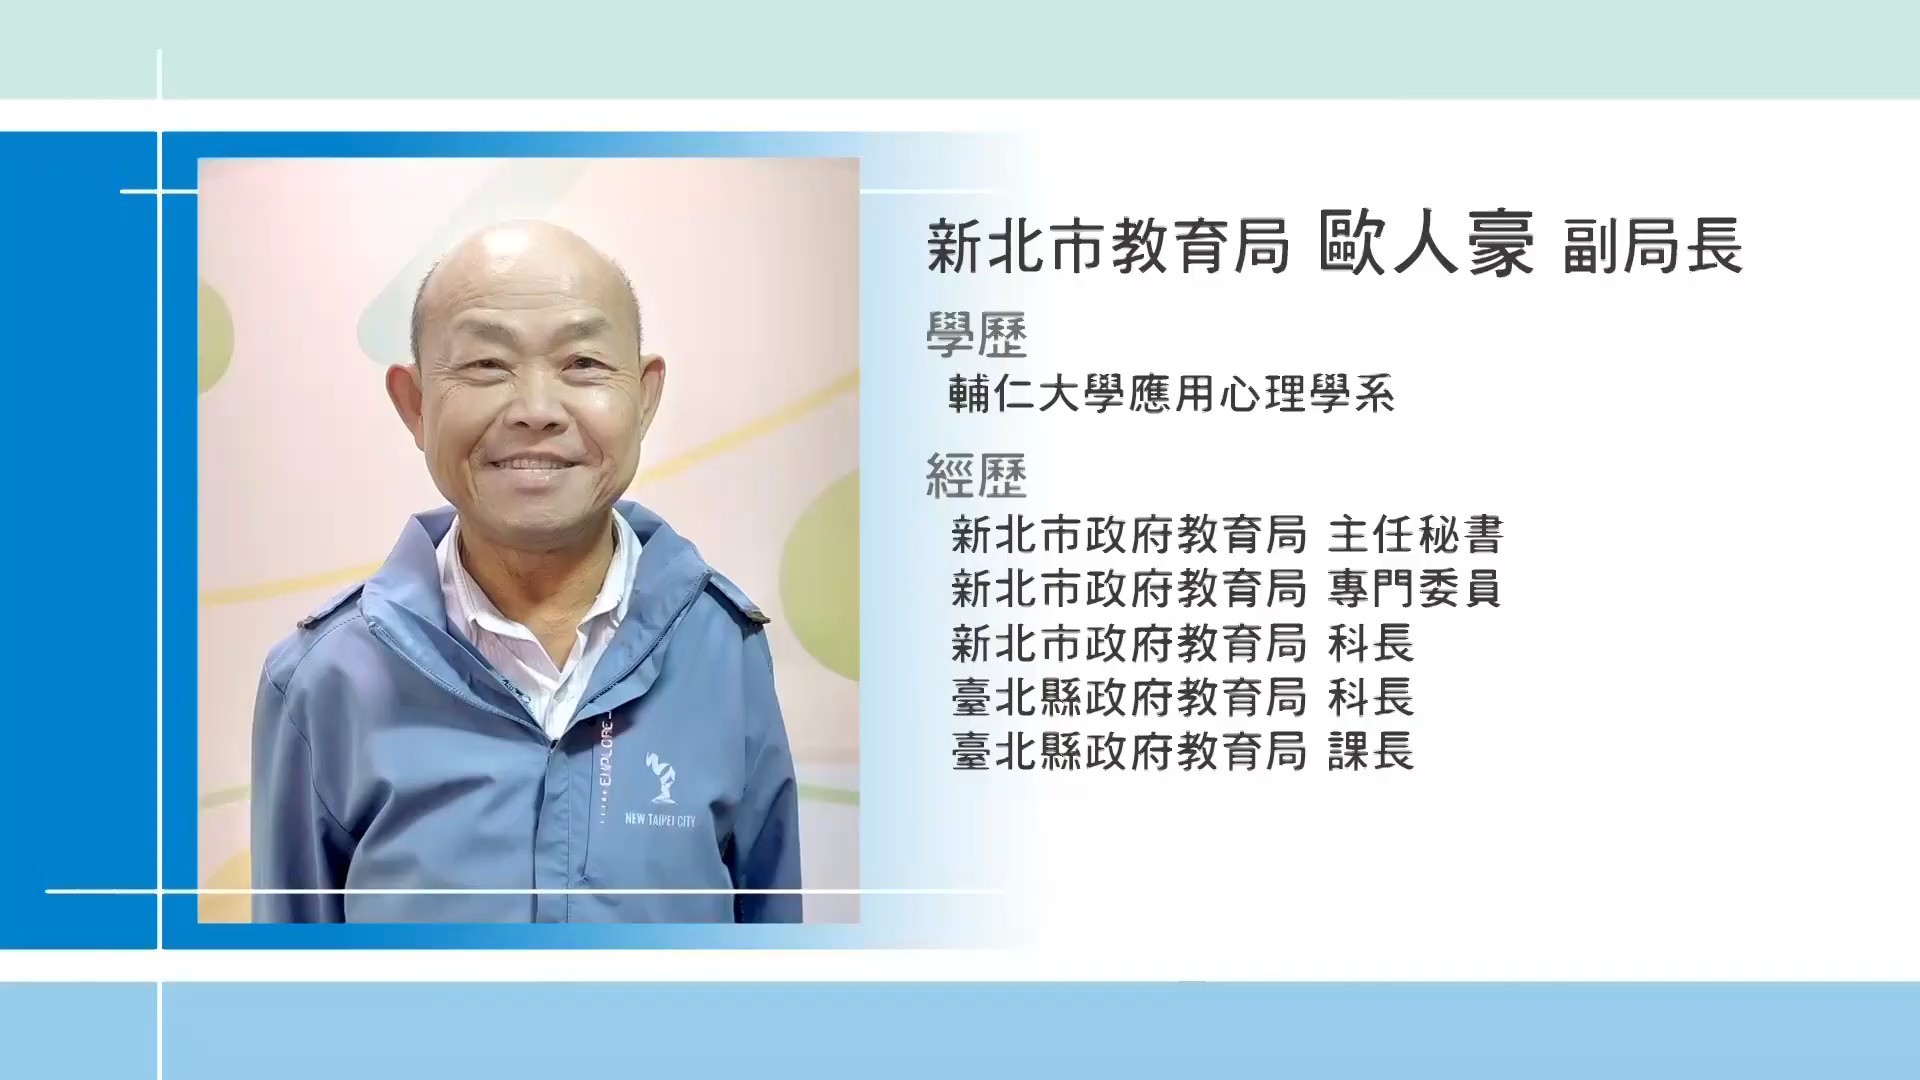 新北市教育局 歐人豪 副局長
學歷
輔仁大學應用心理學系
經歷
新北市政府教育局 主任秘書
新北市政府教育局 專門委員
新北市政府教育局 科長
臺北縣政府教育局 科長
臺北縣政府教育局 課長
EXPLORE
NEW TAIPEI CITY